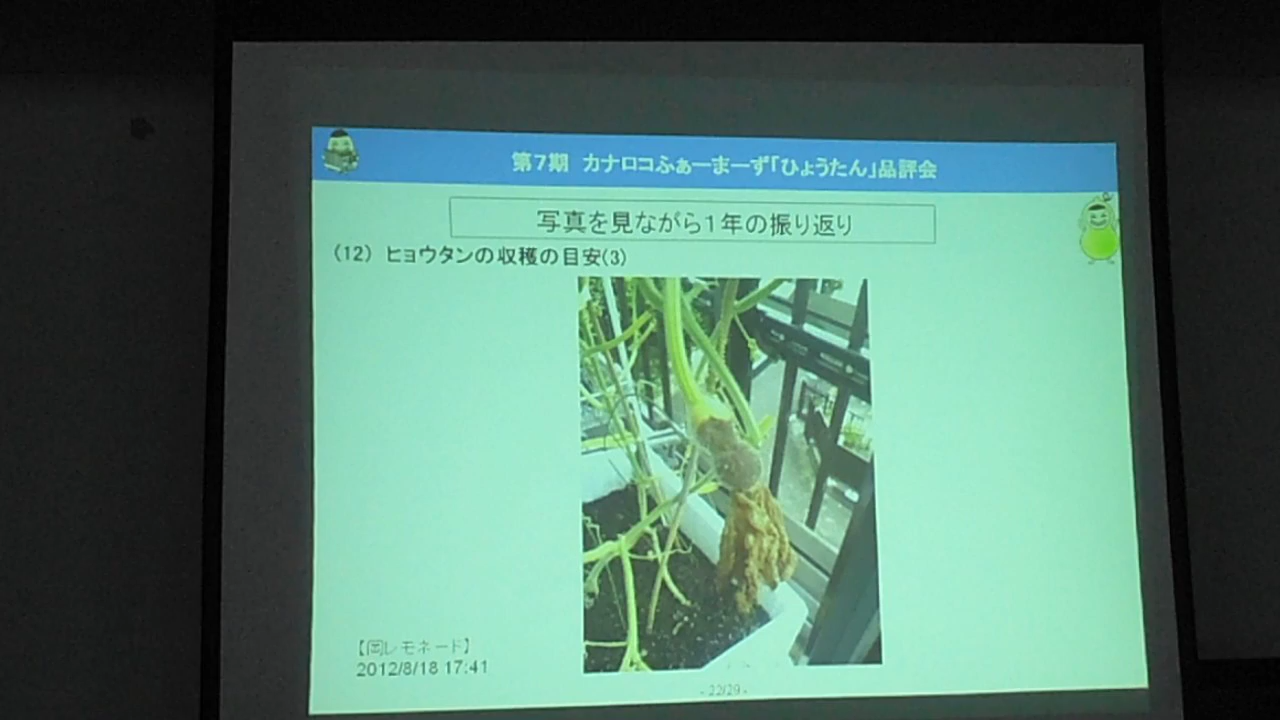 第7期 カナロコふぁーまーず「ひょうたん」品評会
写真を見ながら1年の振り返り
(12) ヒョウタンの収穫の目安(3)
【岡レモネード】
2012/8/18 17:41
- 22/29 -